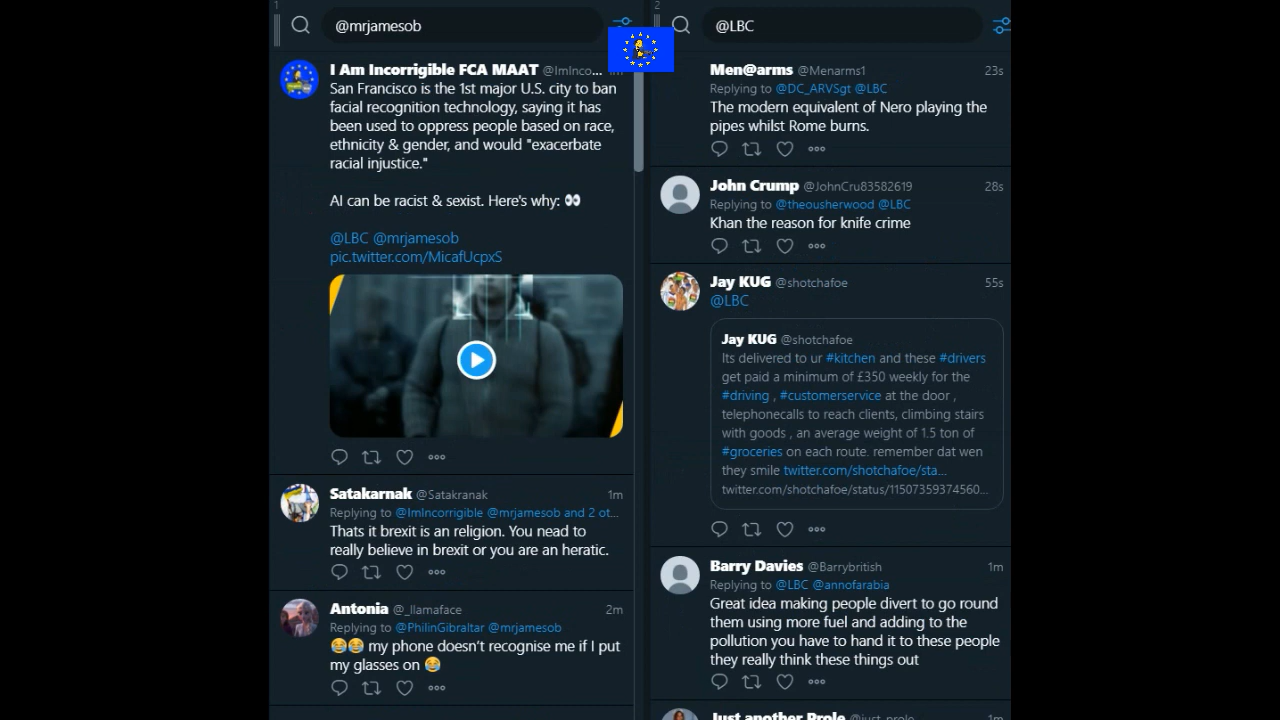 1
@mrjamesob
I Am Incorrigible FCA MAAT @ImInco...
San Francisco is the 1st major U.S. city to ban
facial recognition technology, saying it has
been used to oppress people based on race,
ethnicity & gender, and would "exacerbate
racial injustice."
AI can be racist & sexist. Here's why: 👀
@LBC @mrjamesob
pic.twitter.com/MicafUcpxS
Satakarnak @Satakranak 1m
Replying to @ImIncorrigible @mrjamesob and 2 ot...
Thats it brexit is an religion. You nead to
really believe in brexit or you are an heratic.
Antonia @_llamaface 2m
Replying to @PhilinGibraltar @mrjamesob
😂😂 my phone doesn't recognise me if I put
my glasses on 😂
2
@LBC
Men@arms @Menarms1 23s
Replying to @DC_ARVSgt @LBC
The modern equivalent of Nero playing the
pipes whilst Rome burns.
John Crump @JohnCru83582619 28s
Replying to @theousherwood @LBC
Khan the reason for knife crime
Jay KUG @shotchafoe 55s
@LBC
Jay KUG @shotchafoe
Its delivered to ur #kitchen and these #drivers
get paid a minimum of £350 weekly for the
#driving , #customerservice at the door ,
telephonecalls to reach clients, climbing stairs
with goods , an average weight of 1.5 ton of
#groceries on each route. remember dat wen
they smile twitter.com/shotchafoe/sta...
twitter.com/shotchafoe/status/11507359374560...
Barry Davies @Barrybritish 1m
Replying to @LBC @annofarabia
Great idea making people divert to go round
them using more fuel and adding to the
pollution you have to hand it to these people
they really think these things out
Just another Prole @just_prole 1m